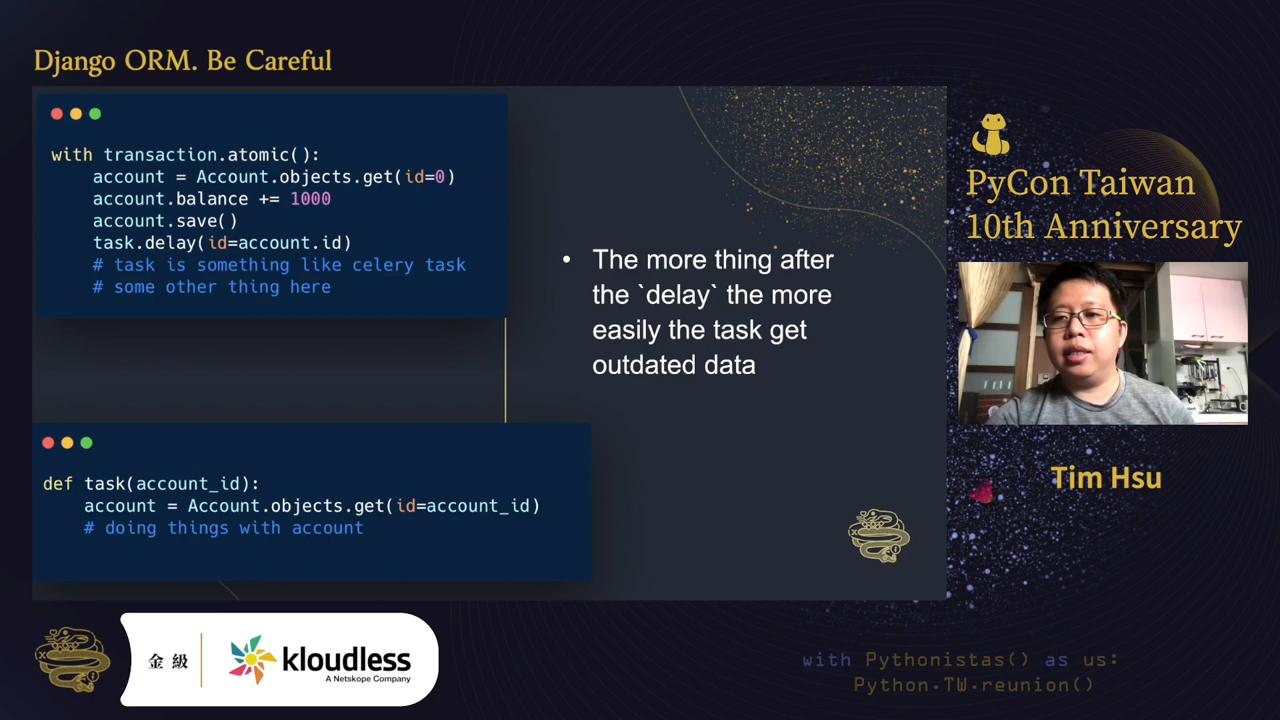 Django ORM. Be Careful
with transaction.atomic():
account = Account.objects.get(id=0)
account.balance += 1000
account.save()
task.delay(id=account.id)
# task is something like celery task
# some other thing here
• The more thing after
the `delay` the more
easily the task get
outdated data
def task(account_id):
account = Account.objects.get(id=account_id)
# doing things with account
PyCon Taiwan
10th Anniversary
Tim Hsu
金級
kloudless
A Netskope Company
with Pythonistas() as us:
Python.TW.reunion()